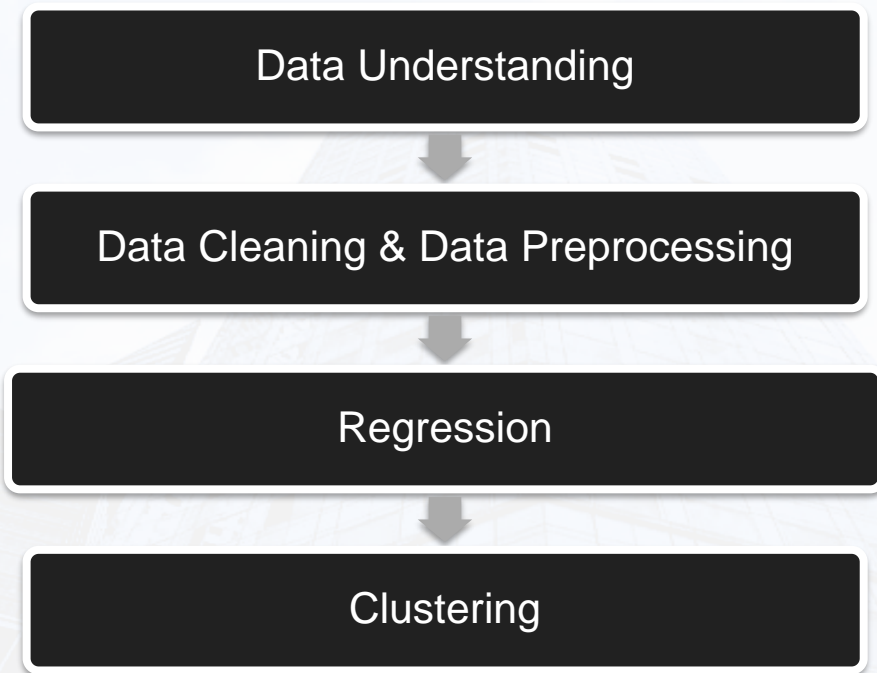 Data Understanding
Data Cleaning & Data Preprocessing
Regression
Clustering